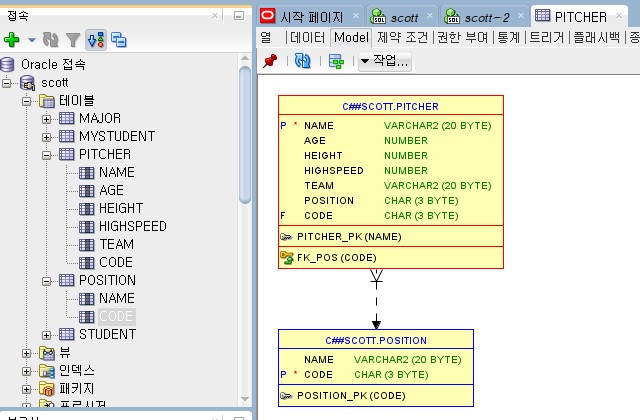 접속
Oracle 접속
scott
테이블
MAJOR
MYSTUDENT
PITCHER
NAME
AGE
HEIGHT
HIGHSPEED
TEAM
CODE
POSITION
NAME
CODE
STUDENT
뷰
인덱스
패키지
프로시저
시작 페이지
scott
scott-2
PITCHER
열 데이터 Model 제약 조건 권한 부여 통계 트리거 플래시백 종
작업...
C##SCOTT.PITCHER
P * NAME VARCHAR2 (20 BYTE)
AGE NUMBER
HEIGHT NUMBER
HIGHSPEED NUMBER
TEAM VARCHAR2 (20 BYTE)
POSITION CHAR (3 BYTE)
F CODE CHAR (3 BYTE)
PITCHER_PK (NAME)
FK_POS (CODE)
C##SCOTT.POSITION
NAME VARCHAR2 (20 BYTE)
P * CODE CHAR (3 BYTE)
POSITION_PK (CODE)